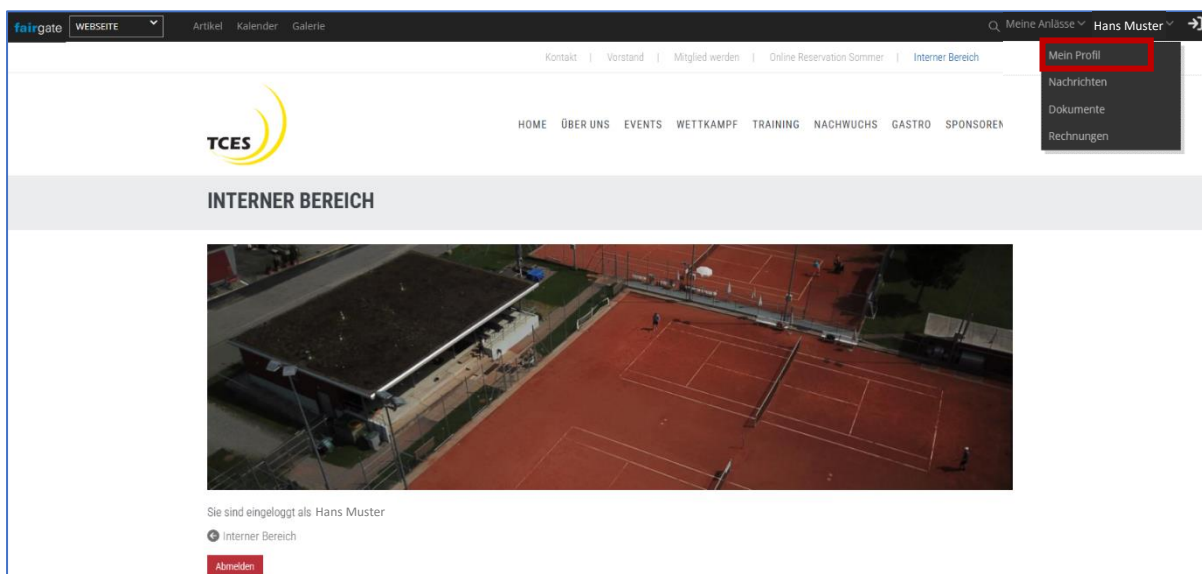 fairgate WEBSEITE Artikel Kalender Galerie Meine Anlässe Hans Muster
Kontakt | Vorstand | Mitglied werden | Online Reservation Sommer | Interner Bereich
Mein Profil
Nachrichten
Dokumente
Rechnungen
TCES
HOME ÜBER UNS EVENTS WETTKAMPF TRAINING NACHWUCHS GASTRO SPONSOREN
INTERNER BEREICH
Sie sind eingeloggt als Hans Muster
Interner Bereich
Abmelden